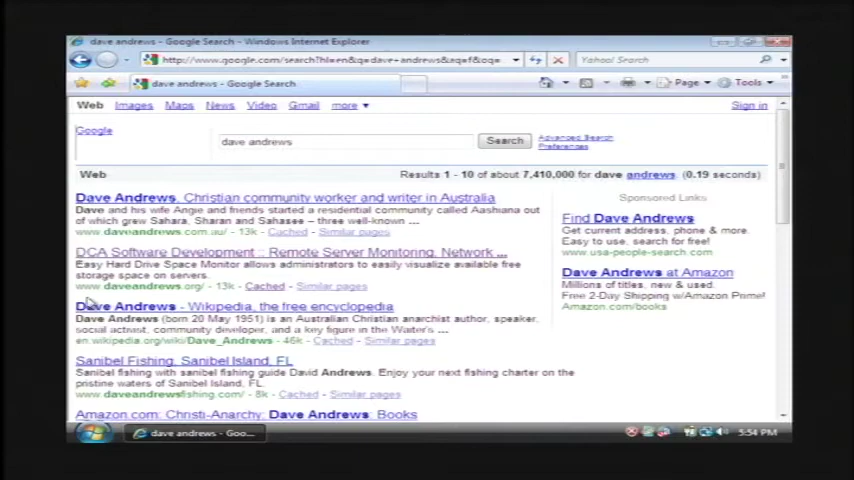 dave andrews - Google Search - Windows Internet Explorer
http://www.google.com/search?hl=en&q=dave+andrews&aq=f&oq=
Yahoo! Search
dave andrews - Google Search
Page
Tools
Web Images Maps News Video Gmail more
Sign in
Google
dave andrews
Search
Advanced Search
Preferences
Web
Results 1 - 10 of about 7,410,000 for dave andrews. (0.19 seconds)
Dave Andrews, Christian community worker and writer in Australia
Dave and his wife Angie and friends started a residential community called Aashiana out
of which grew Sahara, Sharan and Sahasee – three well-known ...
www.daveandrews.com.au/ - 13k - Cached - Similar pages
DCA Software Development :: Remote Server Monitoring, Network ...
Easy Hard Drive Space Monitor allows administrators to easily visualize available free
storage space on servers.
www.daveandrews.org/ - 13k - Cached - Similar pages
Dave Andrews - Wikipedia, the free encyclopedia
Dave Andrews (born 20 May 1951) is an Australian Christian anarchist author, speaker,
social activist, community developer, and a key figure in the Water's ...
en.wikipedia.org/wiki/Dave_Andrews - 46k - Cached - Similar pages
Sanibel Fishing, Sanibel Island, FL
Sanibel fishing with sanibel fishing guide David Andrews. Enjoy your next fishing charter on the
pristine waters of Sanibel Island, FL.
www.daveandrewsfishing.com/ - 8k - Cached - Similar pages
Amazon.com: Christi-Anarchy: Dave Andrews: Books
Sponsored Links
Find Dave Andrews
Get current address, phone & more.
Easy to use, search for free!
www.usa-people-search.com
Dave Andrews at Amazon
Millions of titles, new & used.
Free 2-Day Shipping w/Amazon Prime!
Amazon.com/books
dave andrews - Goo...
5:54 PM